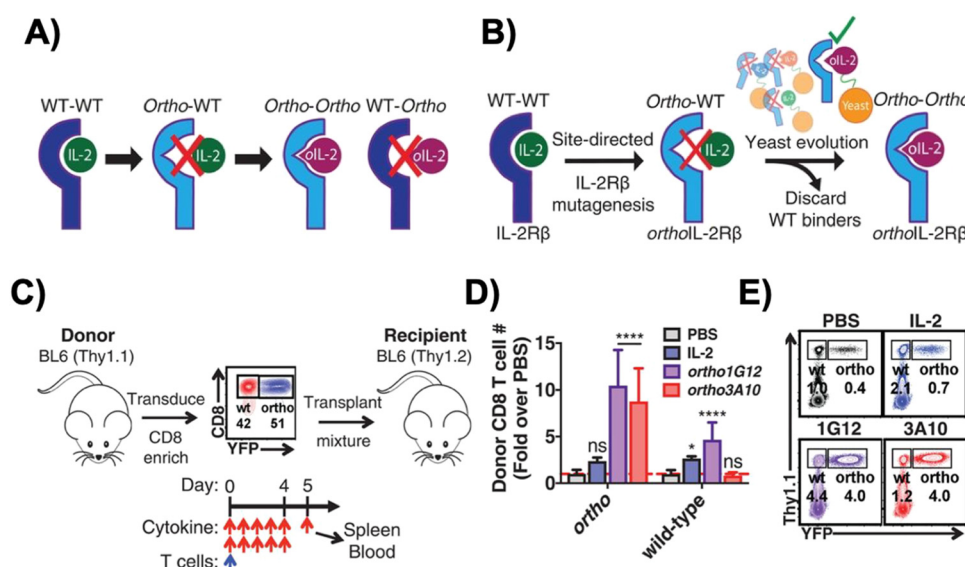 A)
WT-WT
Ortho-WT
Ortho-Ortho
WT-Ortho
IL-2
IL-2
oIL-2
oIL-2
B)
WT-WT
IL-2
IL-2Rβ
Site-directed
IL-2Rβ
mutagenesis
Ortho-WT
IL-2
orthoIL-2Rβ
oIL-2
Yeast
Yeast evolution
Discard
WT binders
Ortho-Ortho
oIL-2
orthoIL-2Rβ
C)
Donor
BL6 (Thy1.1)
Transduce
CD8
enrich
CD8
wt ortho
42 51
YFP
Transplant
mixture
Recipient
BL6 (Thy1.2)
Day: 0 4 5
Cytokine:
Spleen
Blood
T cells:
D)
Donor CD8 T cell #
(Fold over PBS)
15
10
5
0
PBS
IL-2
ortho1G12
ortho3A10
ns
****
*
****
ns
ortho
wild-type
E)
PBS
IL-2
wt ortho
1.0 0.4
wt ortho
2.1 0.7
1G12
3A10
wt ortho
4.4 4.0
wt ortho
1.2 4.0
Thy1.1
YFP